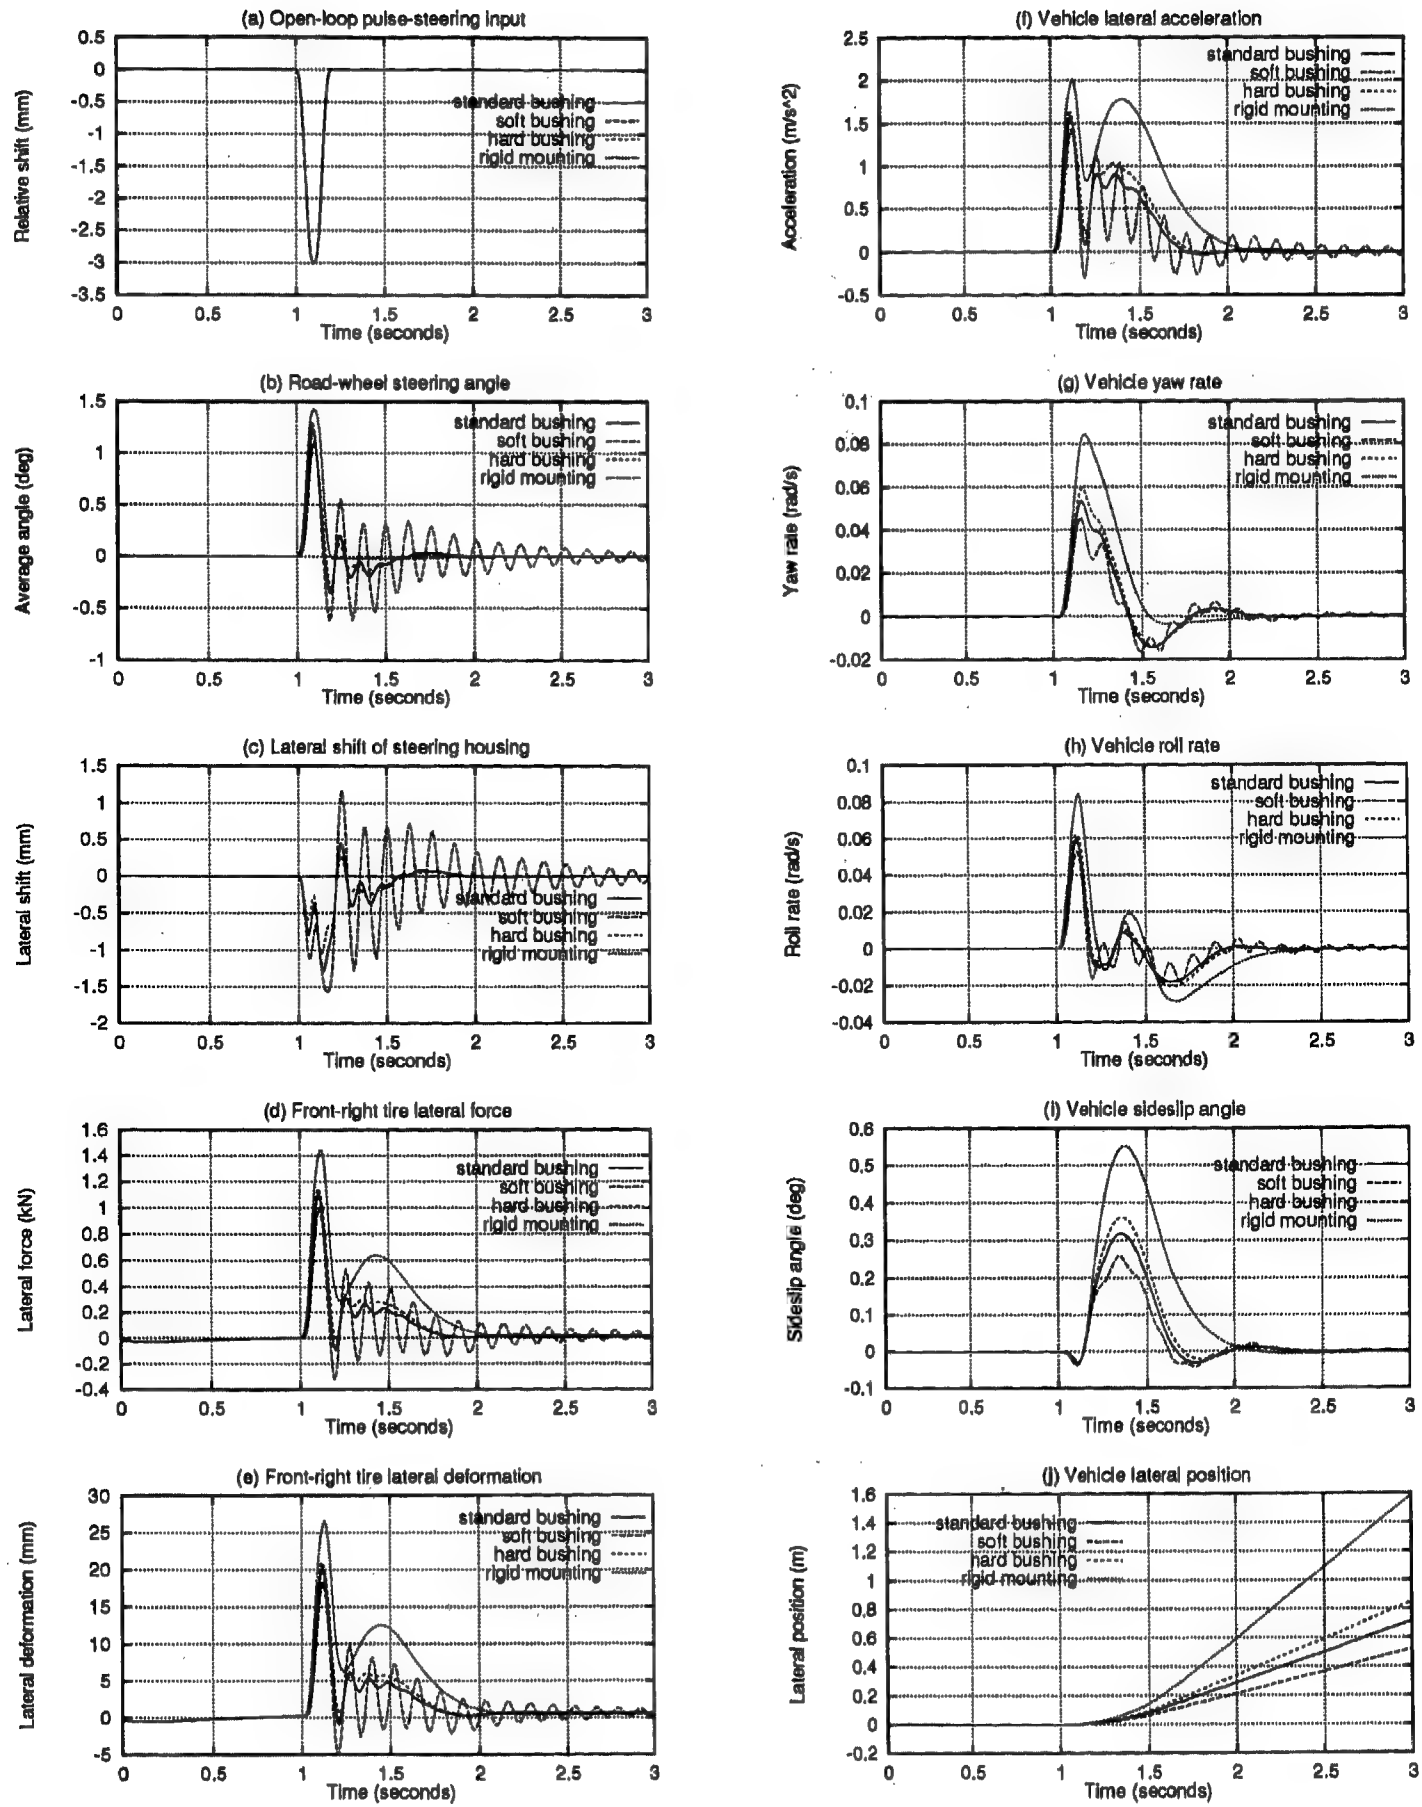 (a) Open-loop pulse-steering input
Relative shift (mm)
0.5
0
-0.5
-1
-1.5
-2
-2.5
-3
-3.5
standard bushing
soft bushing
hard bushing
rigid mounting
0 0.5 1 1.5 2 2.5 3
Time (seconds)
(b) Road-wheel steering angle
Average angle (deg)
1.5
1
0.5
0
-0.5
-1
standard bushing
soft bushing
hard bushing
rigid mounting
0 0.5 1 1.5 2 2.5 3
Time (seconds)
(c) Lateral shift of steering housing
Lateral shift (mm)
1.5
1
0.5
0
-0.5
-1
-1.5
-2
standard bushing
soft bushing
hard bushing
rigid mounting
0 0.5 1 1.5 2 2.5 3
Time (seconds)
(d) Front-right tire lateral force
Lateral force (kN)
1.6
1.4
1.2
1
0.8
0.6
0.4
0.2
0
-0.2
-0.4
standard bushing
soft bushing
hard bushing
rigid mounting
0 0.5 1 1.5 2 2.5 3
Time (seconds)
(e) Front-right tire lateral deformation
Lateral deformation (mm)
30
25
20
15
10
5
0
-5
standard bushing
soft bushing
hard bushing
rigid mounting
0 0.5 1 1.5 2 2.5 3
Time (seconds)
(f) Vehicle lateral acceleration
Acceleration (m/s^2)
2.5
2
1.5
1
0.5
0
-0.5
standard bushing
soft bushing
hard bushing
rigid mounting
0 0.5 1 1.5 2 2.5 3
Time (seconds)
(g) Vehicle yaw rate
Yaw rate (rad/s)
0.1
0.08
0.06
0.04
0.02
0
-0.02
standard bushing
soft bushing
hard bushing
rigid mounting
0 0.5 1 1.5 2 2.5 3
Time (seconds)
(h) Vehicle roll rate
Roll rate (rad/s)
0.1
0.08
0.06
0.04
0.02
0
-0.02
-0.04
standard bushing
soft bushing
hard bushing
rigid mounting
0 0.5 1 1.5 2 2.5 3
Time (seconds)
(i) Vehicle sideslip angle
Sideslip angle (deg)
0.6
0.5
0.4
0.3
0.2
0.1
0
-0.1
standard bushing
soft bushing
hard bushing
rigid mounting
0 0.5 1 1.5 2 2.5 3
Time (seconds)
(j) Vehicle lateral position
Lateral position (m)
1.6
1.4
1.2
1
0.8
0.6
0.4
0.2
0
-0.2
standard bushing
soft bushing
hard bushing
rigid mounting
0 0.5 1 1.5 2 2.5 3
Time (seconds)